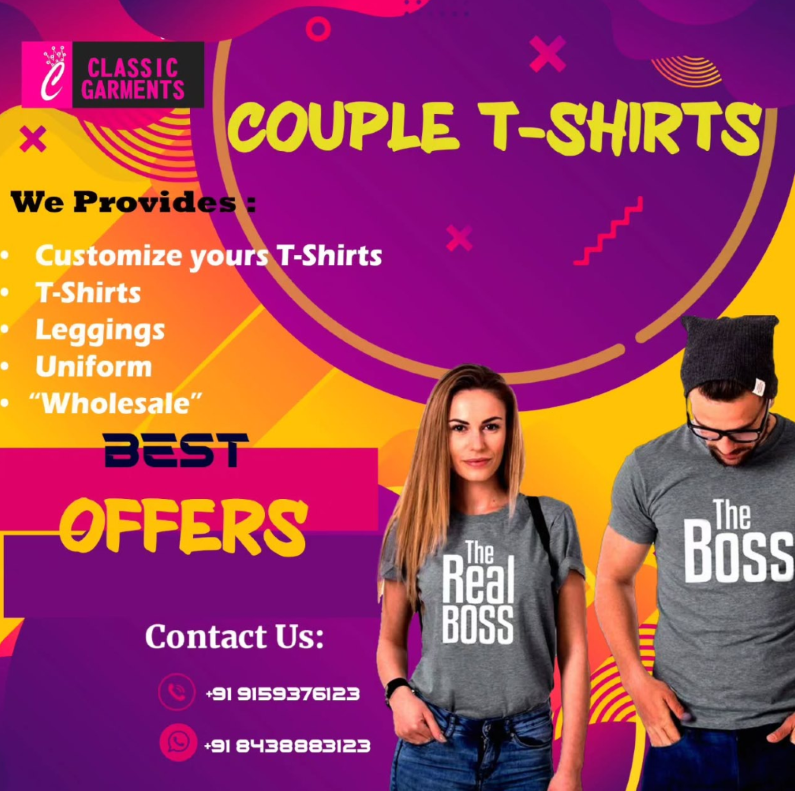 C CLASSIC
GARMENTS
COUPLE T-SHIRTS
We Provides :
• Customize yours T-Shirts
• T-Shirts
• Leggings
• Uniform
• “Wholesale”
BEST
OFFERS
The
Real
BOSS
The
BOSS
Contact Us:
+91 9159376123
+91 8438883123